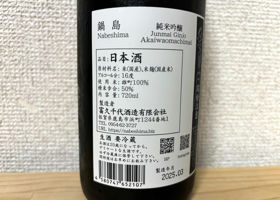 鍋島
Nabeshima
純米吟醸
Junmai Ginjo
Akaiwaomachimai
品目: 日本酒
原材料名: 米(国産)、米麹(国産米)
アルコール分: 16度
使用米: 雄町100%
精米歩合: 50%
内容量: 720ml
製造者
富久千代酒造有限会社
佐賀県鹿島市浜町1244番地1
TEL. 0954-62-3727
URL. https://nabeshima.biz
生酒 要冷蔵
製造年月
2025.03
4580747652107